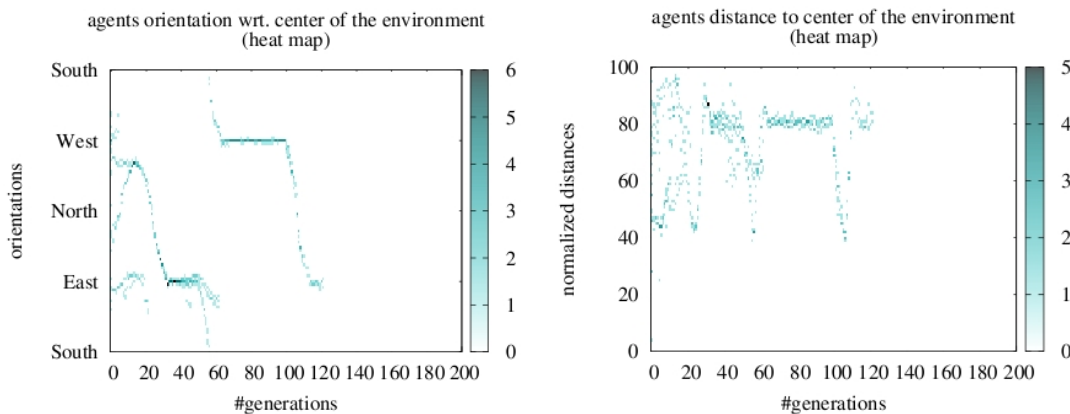 agents orientation wrt. center of the environment
(heat map)
South
West
North
East
South
orientations
0 20 40 60 80 100 120 140 160 180 200
#generations
6
5
4
3
2
1
0
agents distance to center of the environment
(heat map)
100
80
60
40
20
0
normalized distances
0 20 40 60 80 100 120 140 160 180 200
#generations
5
4
3
2
1
0